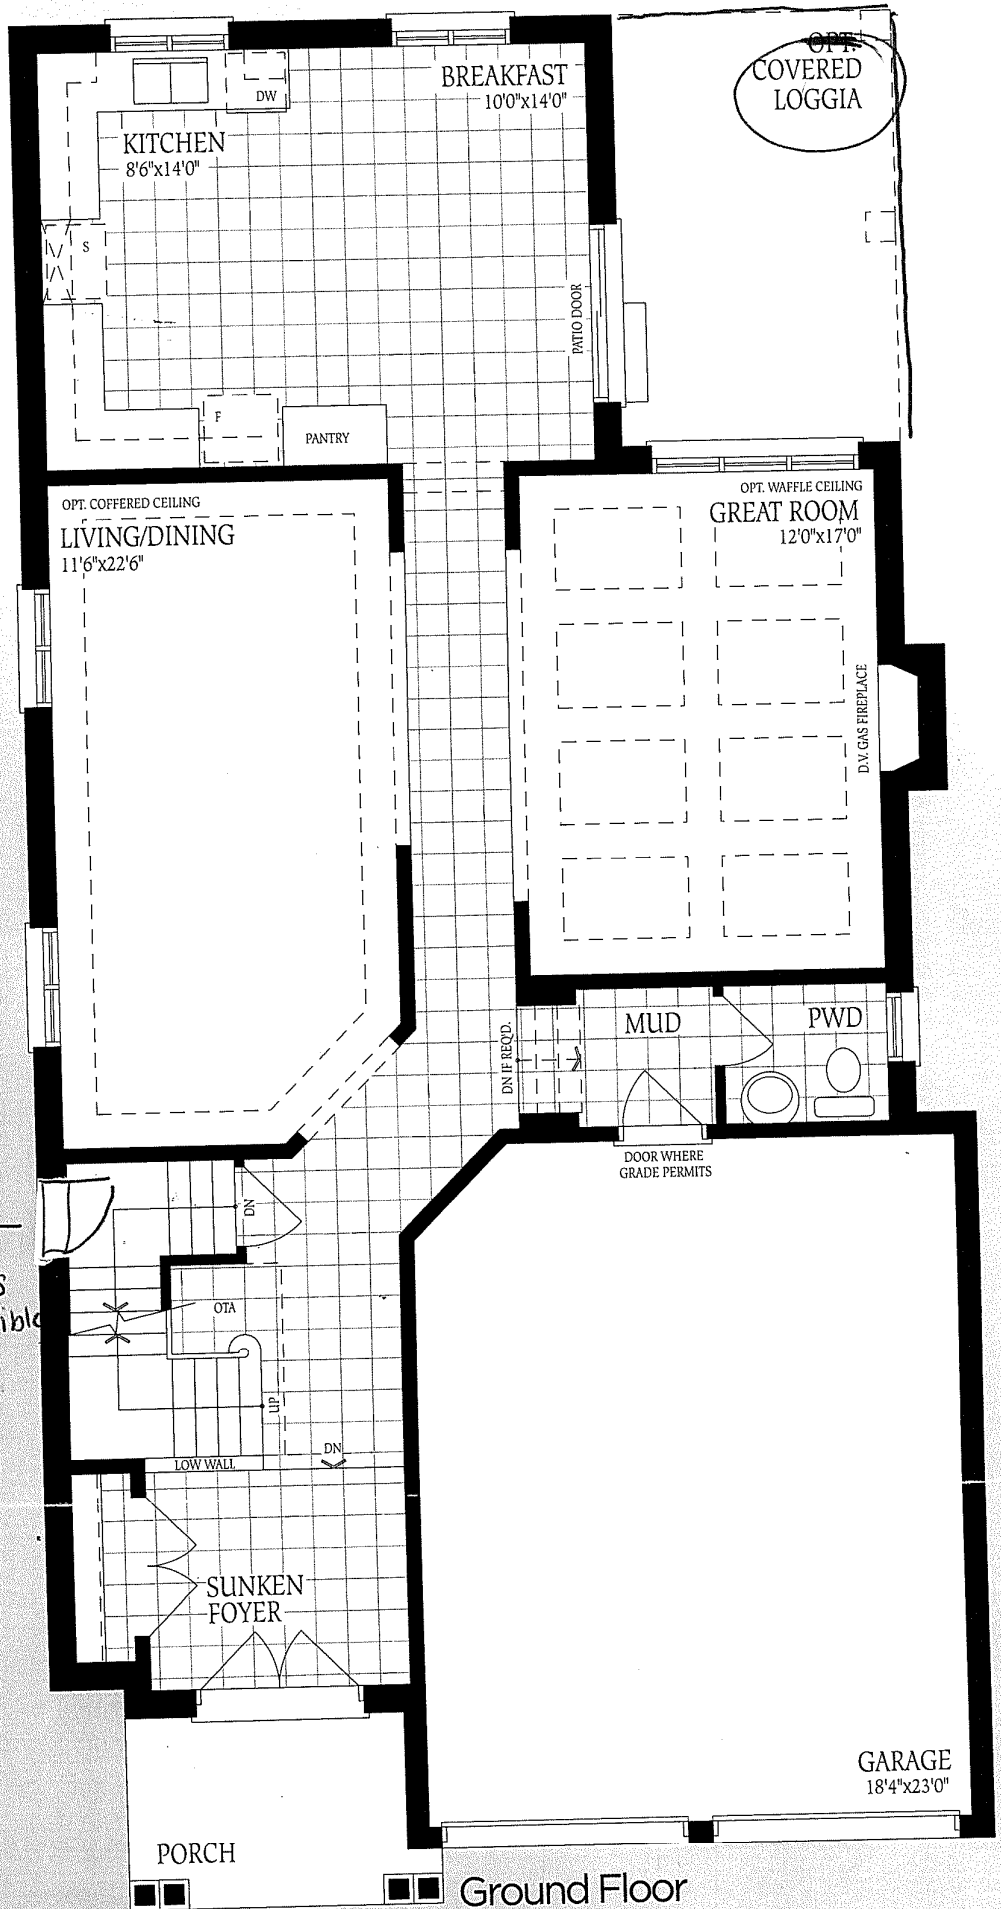 OPT.
COVERED
LOGGIA
BREAKFAST
10'0"x14'0"
DW
KITCHEN
8'6"x14'0"
S
PATIO DOOR
F
PANTRY
OPT. COFFERED CEILING
LIVING/DINING
11'6"x22'6"
OPT. WAFFLE CEILING
GREAT ROOM
12'0"x17'0"
D.V. GAS FIREPLACE
DN IF REQ'D.
MUD
PWD
DOOR WHERE
GRADE PERMITS
DN
OTA
UP
DN
LOW WALL
SUNKEN
FOYER
GARAGE
18'4"x23'0"
PORCH
Ground Floor